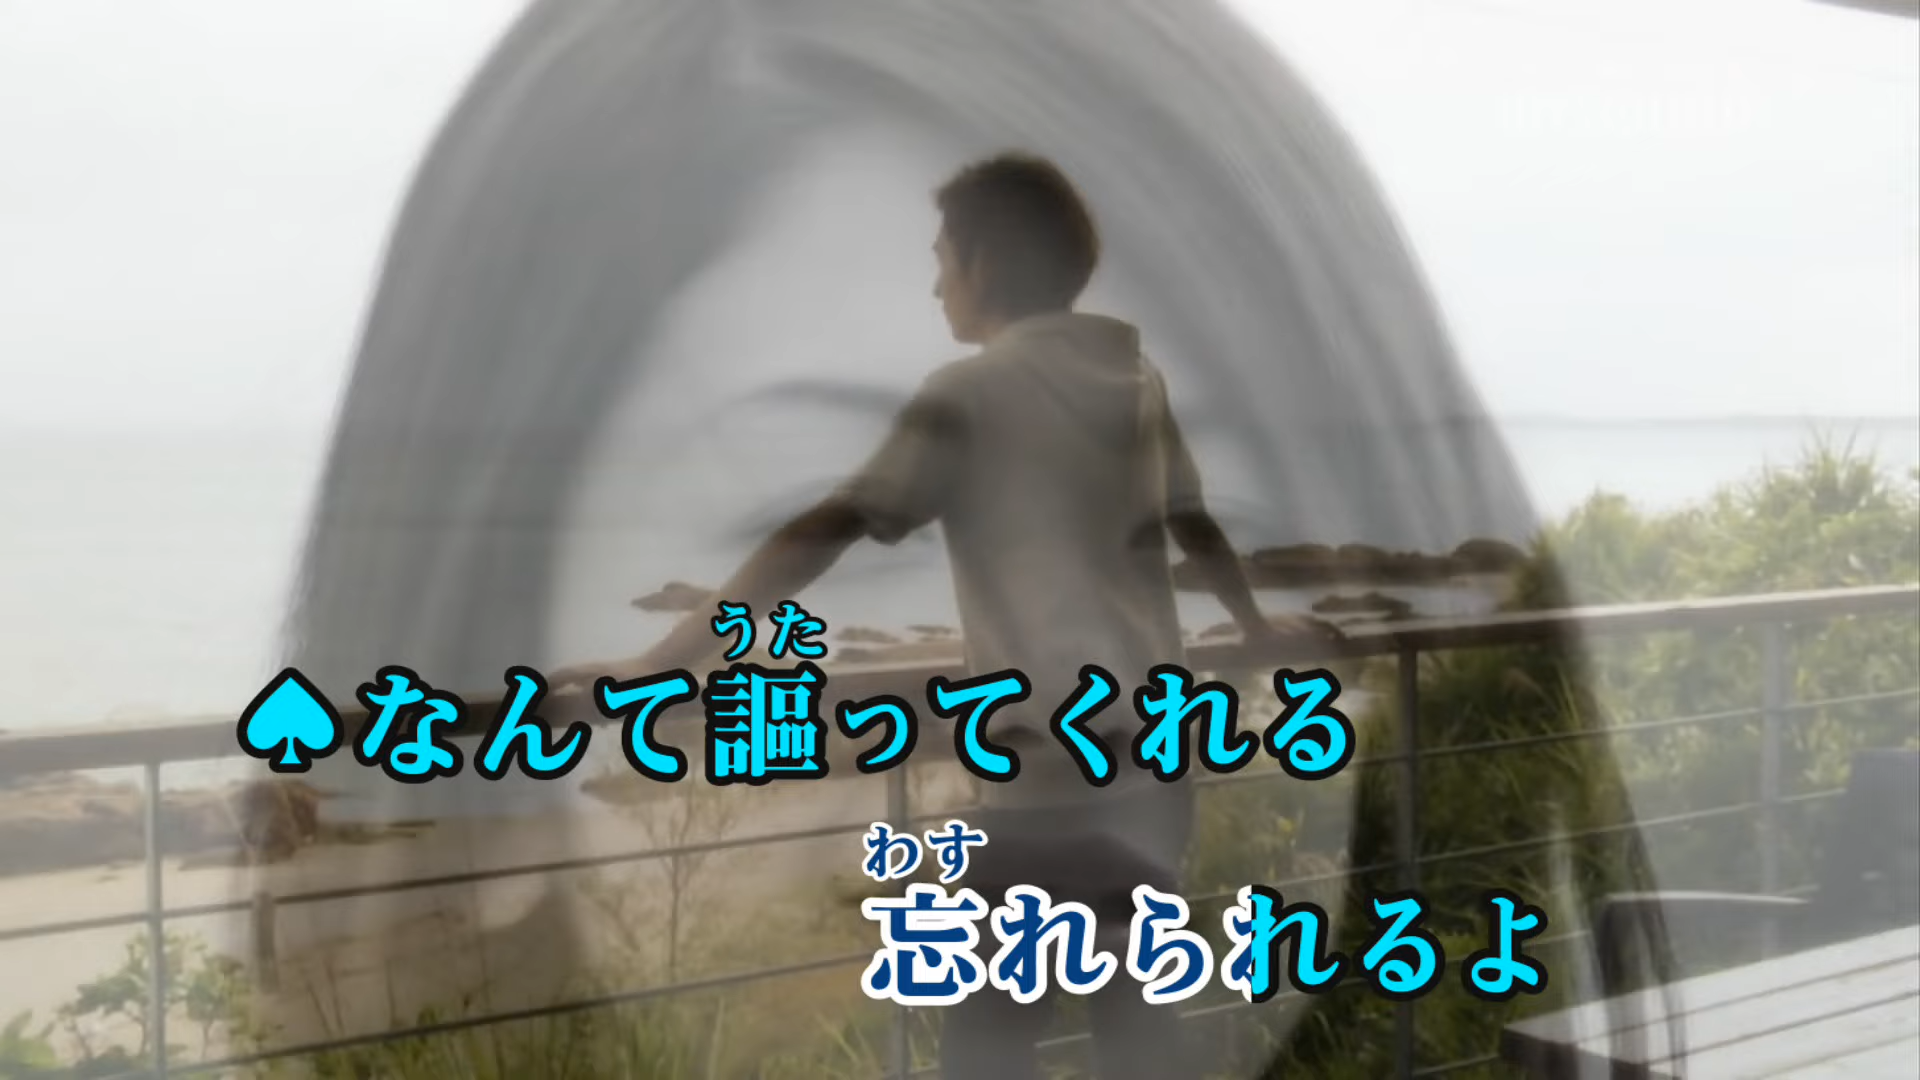 うた
♠なんて謳ってくれる
わす
忘れられるよ